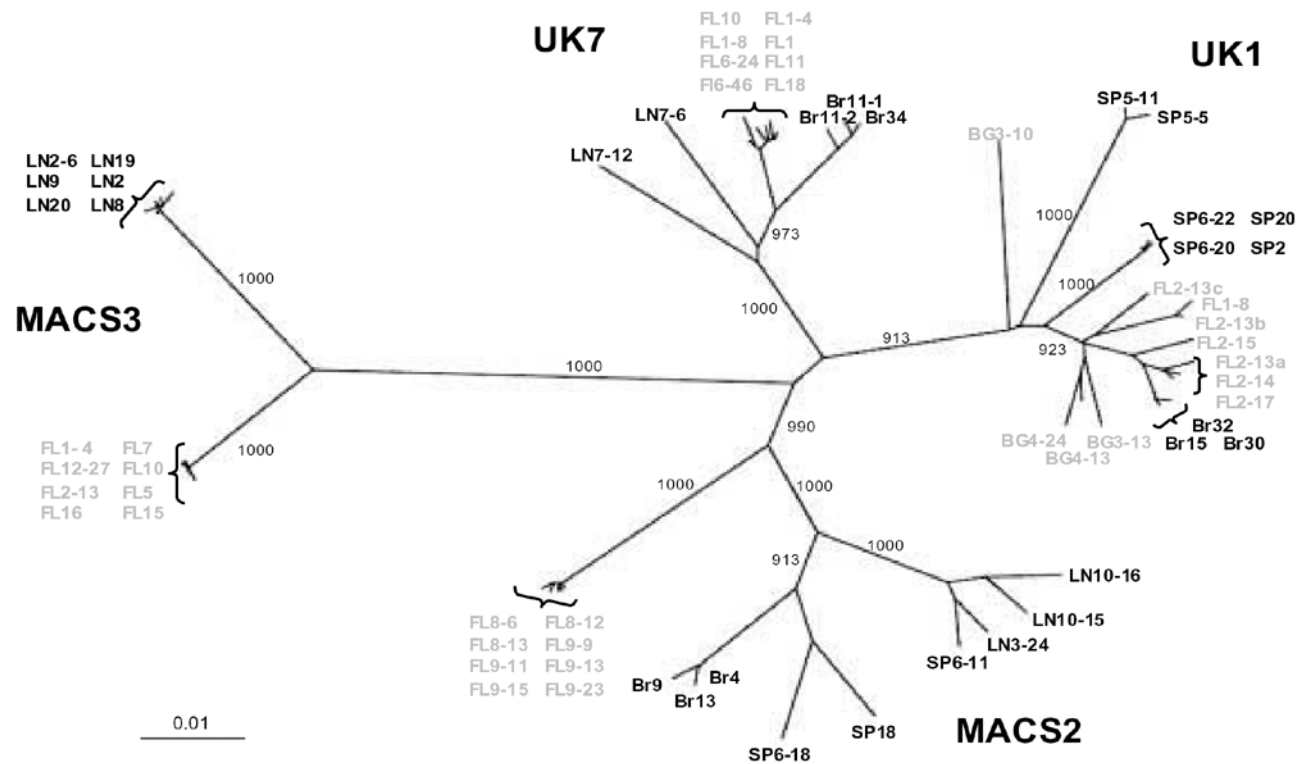 UK7
FL10 FL1-4
FL1-8 FL1
FL6-24 FL11
FI6-46 FL18
UK1
Br11-1
Br11-2 Br34
LN7-6
LN7-12
SP5-11
SP5-5
BG3-10
LN2-6 LN19
LN9 LN2
LN20 LN8
1000
973
1000
SP6-22 SP20
SP6-20 SP2
1000
1000
FL2-13c
FL1-8
FL2-13b
FL2-15
FL2-13a
FL2-14
FL2-17
MACS3
913
923
1000
Br32
Br15 Br30
BG4-24 BG3-13
BG4-13
990
FL1- 4 FL7
FL12-27 FL10
FL2-13 FL5
FL16 FL15
1000
1000
1000
913
1000
LN10-16
LN10-15
LN3-24
SP6-11
FL8-6 FL8-12
FL8-13 FL9-9
FL9-11 FL9-13
FL9-15 FL9-23
Br9 Br4
Br13
SP18
SP6-18
MACS2
0.01